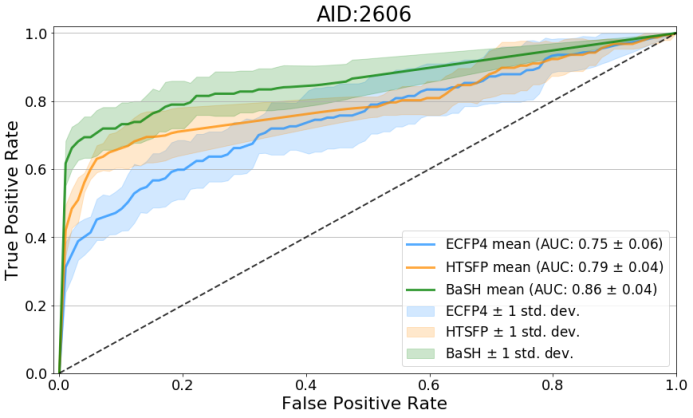 AID:2606
True Positive Rate
1.0
0.8
0.6
0.4
0.2
0.0
ECFP4 mean (AUC: 0.75 ± 0.06)
HTSFP mean (AUC: 0.79 ± 0.04)
BaSH mean (AUC: 0.86 ± 0.04)
ECFP4 ± 1 std. dev.
HTSFP ± 1 std. dev.
BaSH ± 1 std. dev.
0.0 0.2 0.4 0.6 0.8 1.0
False Positive Rate